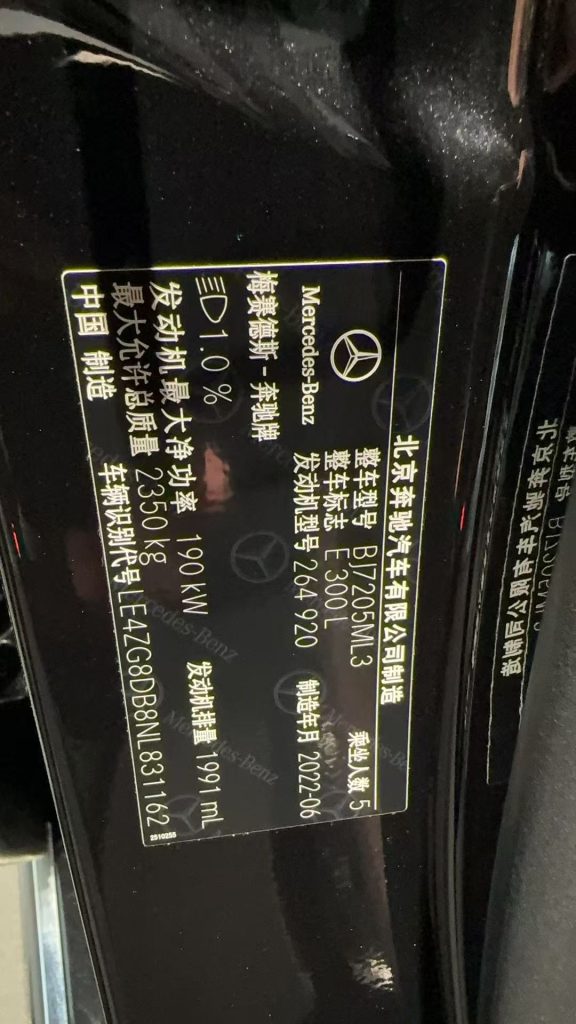 北京奔驰汽车有限公司制造
Mercedes-Benz
整车型号 BJ7205ML3 乘坐人数 5
整车标志 E 300 L
发动机型号 264 920 制造年月 2022-06
梅赛德斯-奔驰牌
1.0 %
发动机最大净功率 190 kW 发动机排量 1991 mL
最大允许总质量 2350 kg
中国 制造 车辆识别代号 LE4ZG8DB8NL831162
2510255